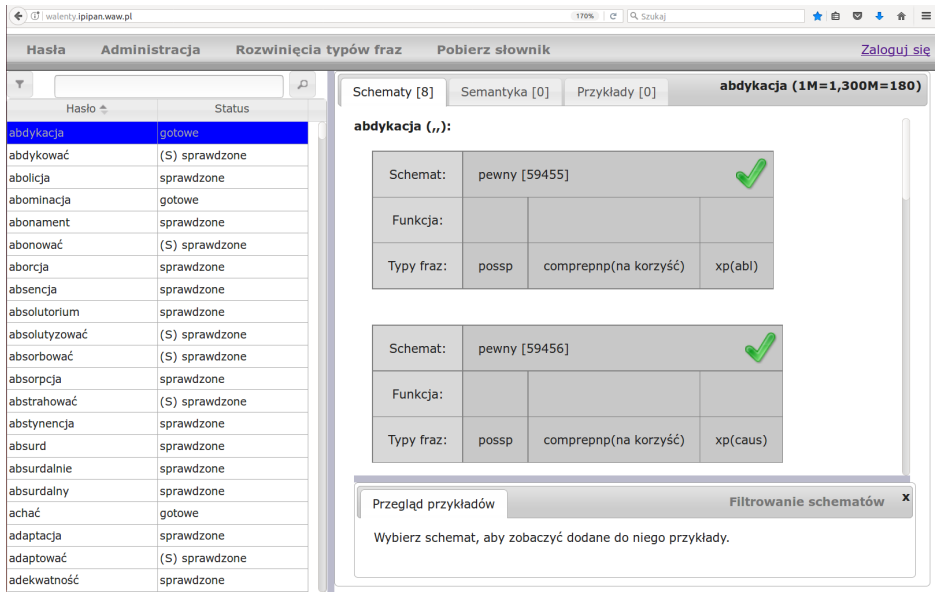 walenty.ipipan.waw.pl 170% Szukaj
Hasła Administracja Rozwinięcia typów fraz Pobierz słownik Zaloguj się
Hasło Status
abdykacja gotowe
abdykować (S) sprawdzone
abolicja sprawdzone
abominacja gotowe
abonament sprawdzone
abonować (S) sprawdzone
aborcja sprawdzone
absencja sprawdzone
absolutorium sprawdzone
absolutyzować (S) sprawdzone
absorbować (S) sprawdzone
absorpcja sprawdzone
abstrahować (S) sprawdzone
abstynencja sprawdzone
absurd sprawdzone
absurdalnie sprawdzone
absurdalny sprawdzone
achać gotowe
adaptacja sprawdzone
adaptować (S) sprawdzone
adekwatność sprawdzone
Schematy [8] Semantyka [0] Przykłady [0] abdykacja (1M=1,300M=180)
abdykacja (,,):
Schemat: pewny [59455]
Funkcja:
Typy fraz: possp comprepnp(na korzyść) xp(abl)
Schemat: pewny [59456]
Funkcja:
Typy fraz: possp comprepnp(na korzyść) xp(caus)
Przegląd przykładów Filtrowanie schematów x
Wybierz schemat, aby zobaczyć dodane do niego przykłady.